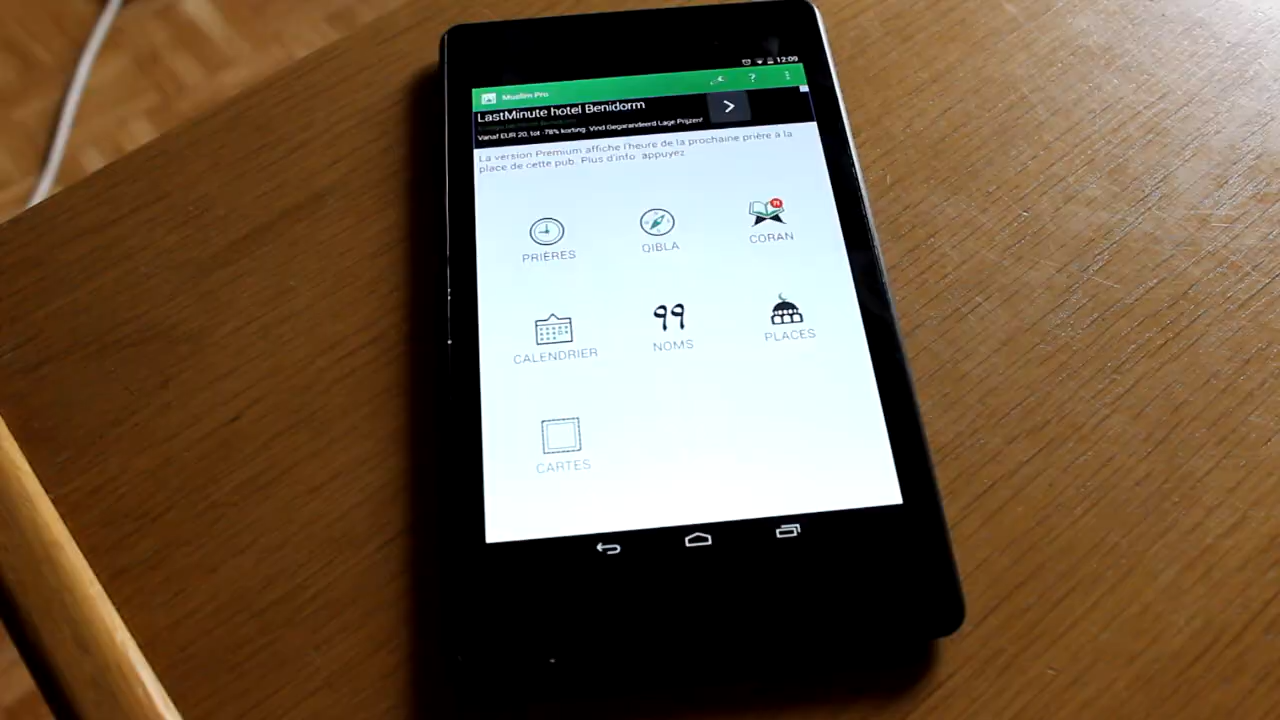 12:09
Muslim Pro
?
LastMinute hotel Benidorm
Vanaf EUR 20, tot -78% korting. Vind Gegarandeerd Lage Prijzen!
La version Premium affiche l'heure de la prochaine prière à la
place de cette pub. Plus d'info appuyez
PRIÈRES
QIBLA
CORAN
CALENDRIER
99
NOMS
PLACES
CARTES